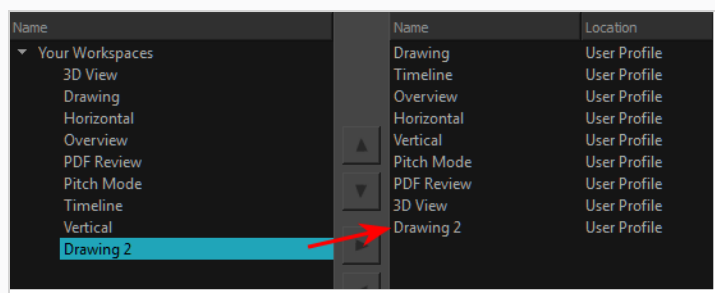 Name
Your Workspaces
3D View
Drawing
Horizontal
Overview
PDF Review
Pitch Mode
Timeline
Vertical
Drawing 2
Name Location
Drawing User Profile
Timeline User Profile
Overview User Profile
Horizontal User Profile
Vertical User Profile
Pitch Mode User Profile
PDF Review User Profile
3D View User Profile
Drawing 2 User Profile